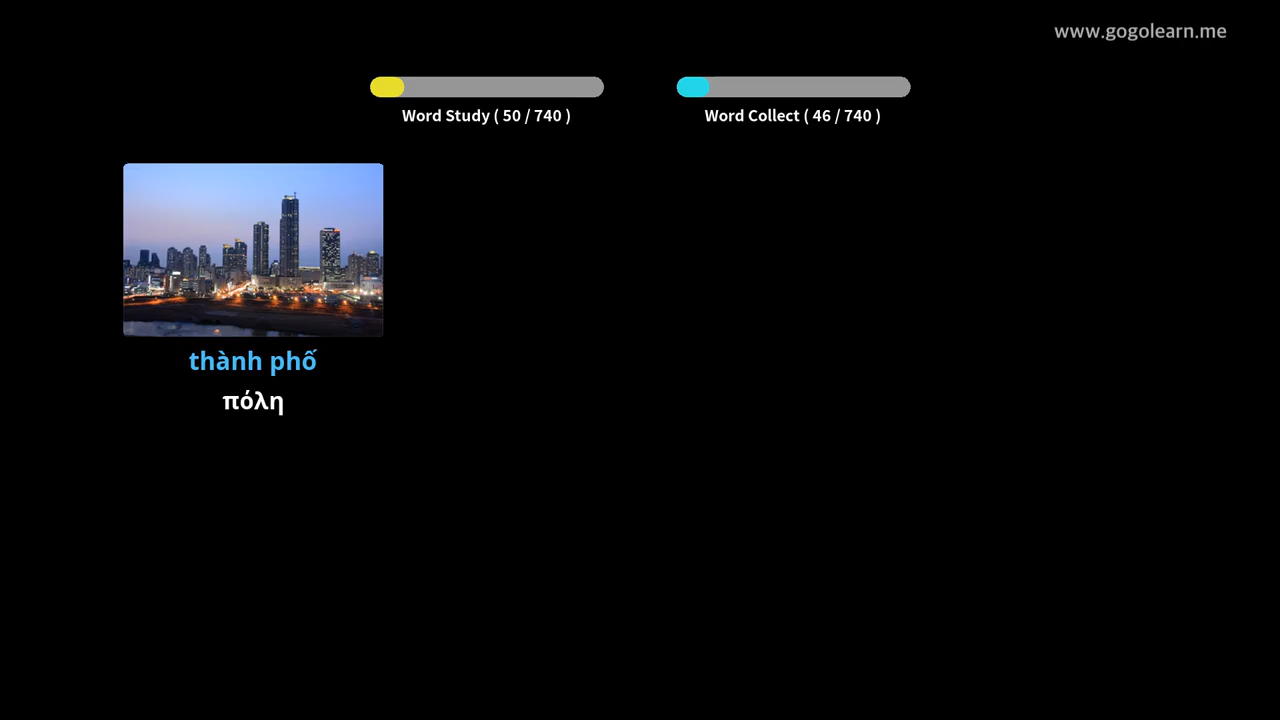 www.gogolearn.me
Word Study ( 50 / 740 )
Word Collect ( 46 / 740 )
thành phố
πόλη